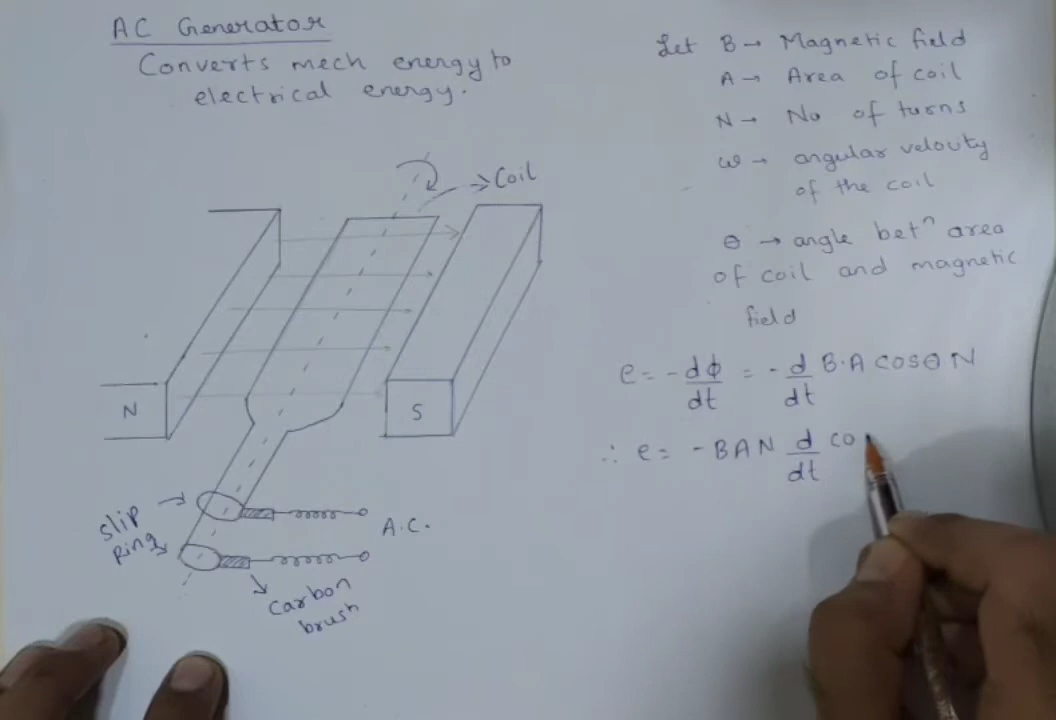 AC Generator
Converts mech energy to
electrical energy.
Coil
N
S
slip
ring
A.C.
Carbon
brush
Let B → Magnetic field
A → Area of coil
N → No of turns
ω → angular velocity
of the coil
θ → angle betⁿ area
of coil and magnetic
field
e = - dϕ/dt = - d/dt B·A cosθ N
∴ e = - BAN d/dt co